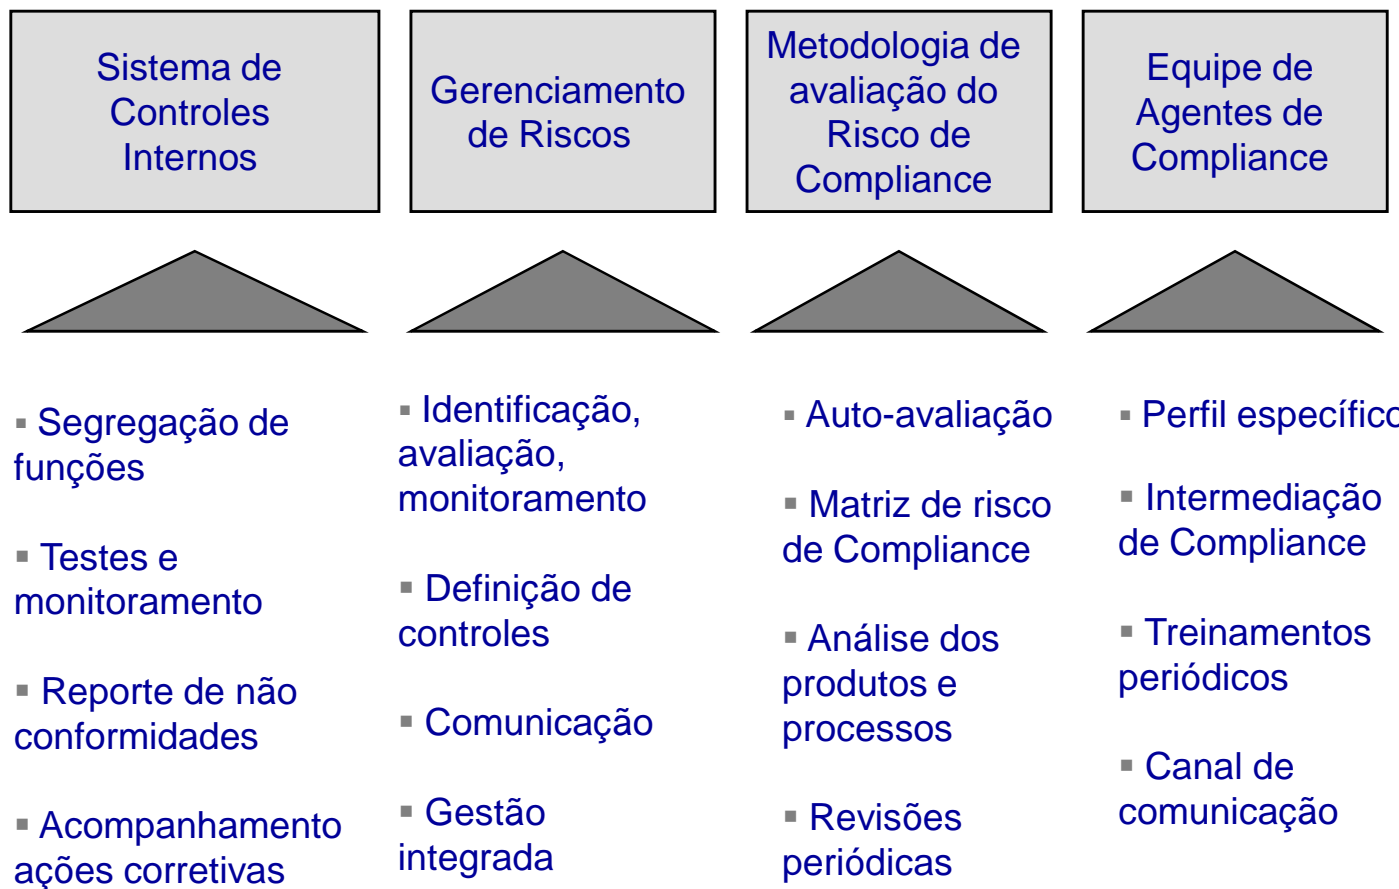 Sistema de
Controles
Internos
Gerenciamento
de Riscos
Metodologia de
avaliação do
Risco de
Compliance
Equipe de
Agentes de
Compliance
▪ Segregação de
funções
▪ Testes e
monitoramento
▪ Reporte de não
conformidades
▪ Acompanhamento
ações corretivas
▪ Identificação,
avaliação,
monitoramento
▪ Definição de
controles
▪ Comunicação
▪ Gestão
integrada
▪ Auto-avaliação
▪ Matriz de risco
de Compliance
▪ Análise dos
produtos e
processos
▪ Revisões
periódicas
▪ Perfil específico
▪ Intermediação
de Compliance
▪ Treinamentos
periódicos
▪ Canal de
comunicação